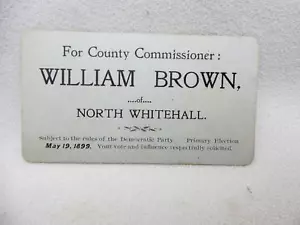 For County Commissioner :
WILLIAM BROWN,
....of....
NORTH WHITEHALL.
Subject to the rules of the Democratic Party. Primary Election
May 19, 1899. Your vote and influence respectfully solicited.